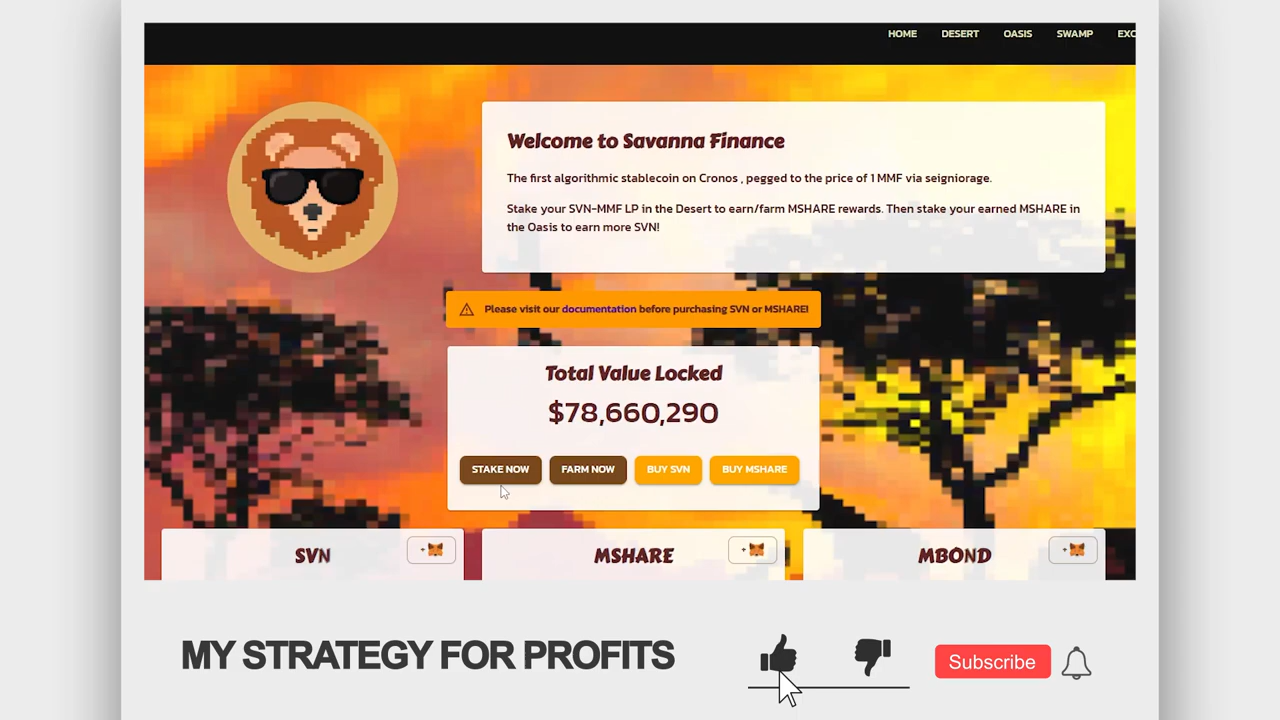 HOME DESERT OASIS SWAMP EXC
Welcome to Savanna Finance
The first algorithmic stablecoin on Cronos , pegged to the price of 1 MMF via seigniorage.
Stake your SVN-MMF LP in the Desert to earn/farm MSHARE rewards. Then stake your earned MSHARE in
the Oasis to earn more SVN!
Please visit our documentation before purchasing SVN or MSHARE!
Total Value Locked
$78,660,290
STAKE NOW FARM NOW BUY SVN BUY MSHARE
SVN MSHARE MBOND
MY STRATEGY FOR PROFITS
Subscribe